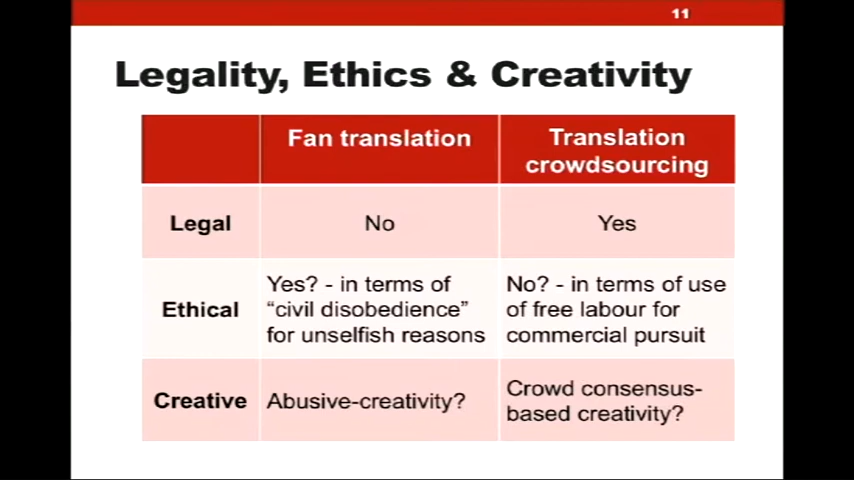 11
Legality, Ethics & Creativity
Fan translation
Translation
crowdsourcing
Legal
No
Yes
Ethical
Yes? - in terms of
“civil disobedience”
for unselfish reasons
No? - in terms of use
of free labour for
commercial pursuit
Creative
Abusive-creativity?
Crowd consensus-
based creativity?